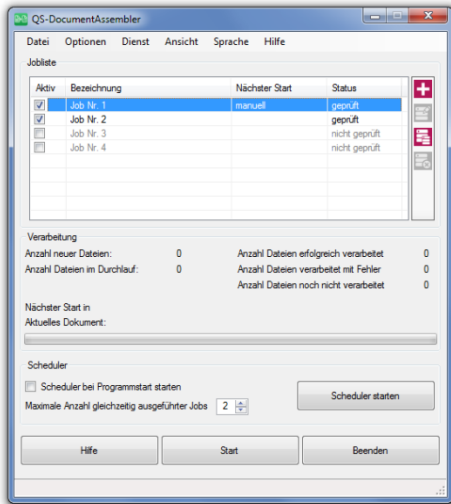 QS-DocumentAssembler
Datei Optionen Dienst Ansicht Sprache Hilfe
Jobliste
Aktiv Bezeichnung Nächster Start Status
Job Nr. 1 manuell geprüft
Job Nr. 2 geprüft
Job Nr. 3 nicht geprüft
Job Nr. 4 nicht geprüft
Verarbeitung
Anzahl neuer Dateien: 0 Anzahl Dateien erfolgreich verarbeitet 0
Anzahl Dateien im Durchlauf: 0 Anzahl Dateien verarbeitet mit Fehler 0
Anzahl Dateien noch nicht verarbeitet 0
Nächster Start in
Aktuelles Dokument:
Scheduler
Scheduler bei Programmstart starten
Maximale Anzahl gleichzeitig ausgeführter Jobs 2
Scheduler starten
Hilfe Start Beenden